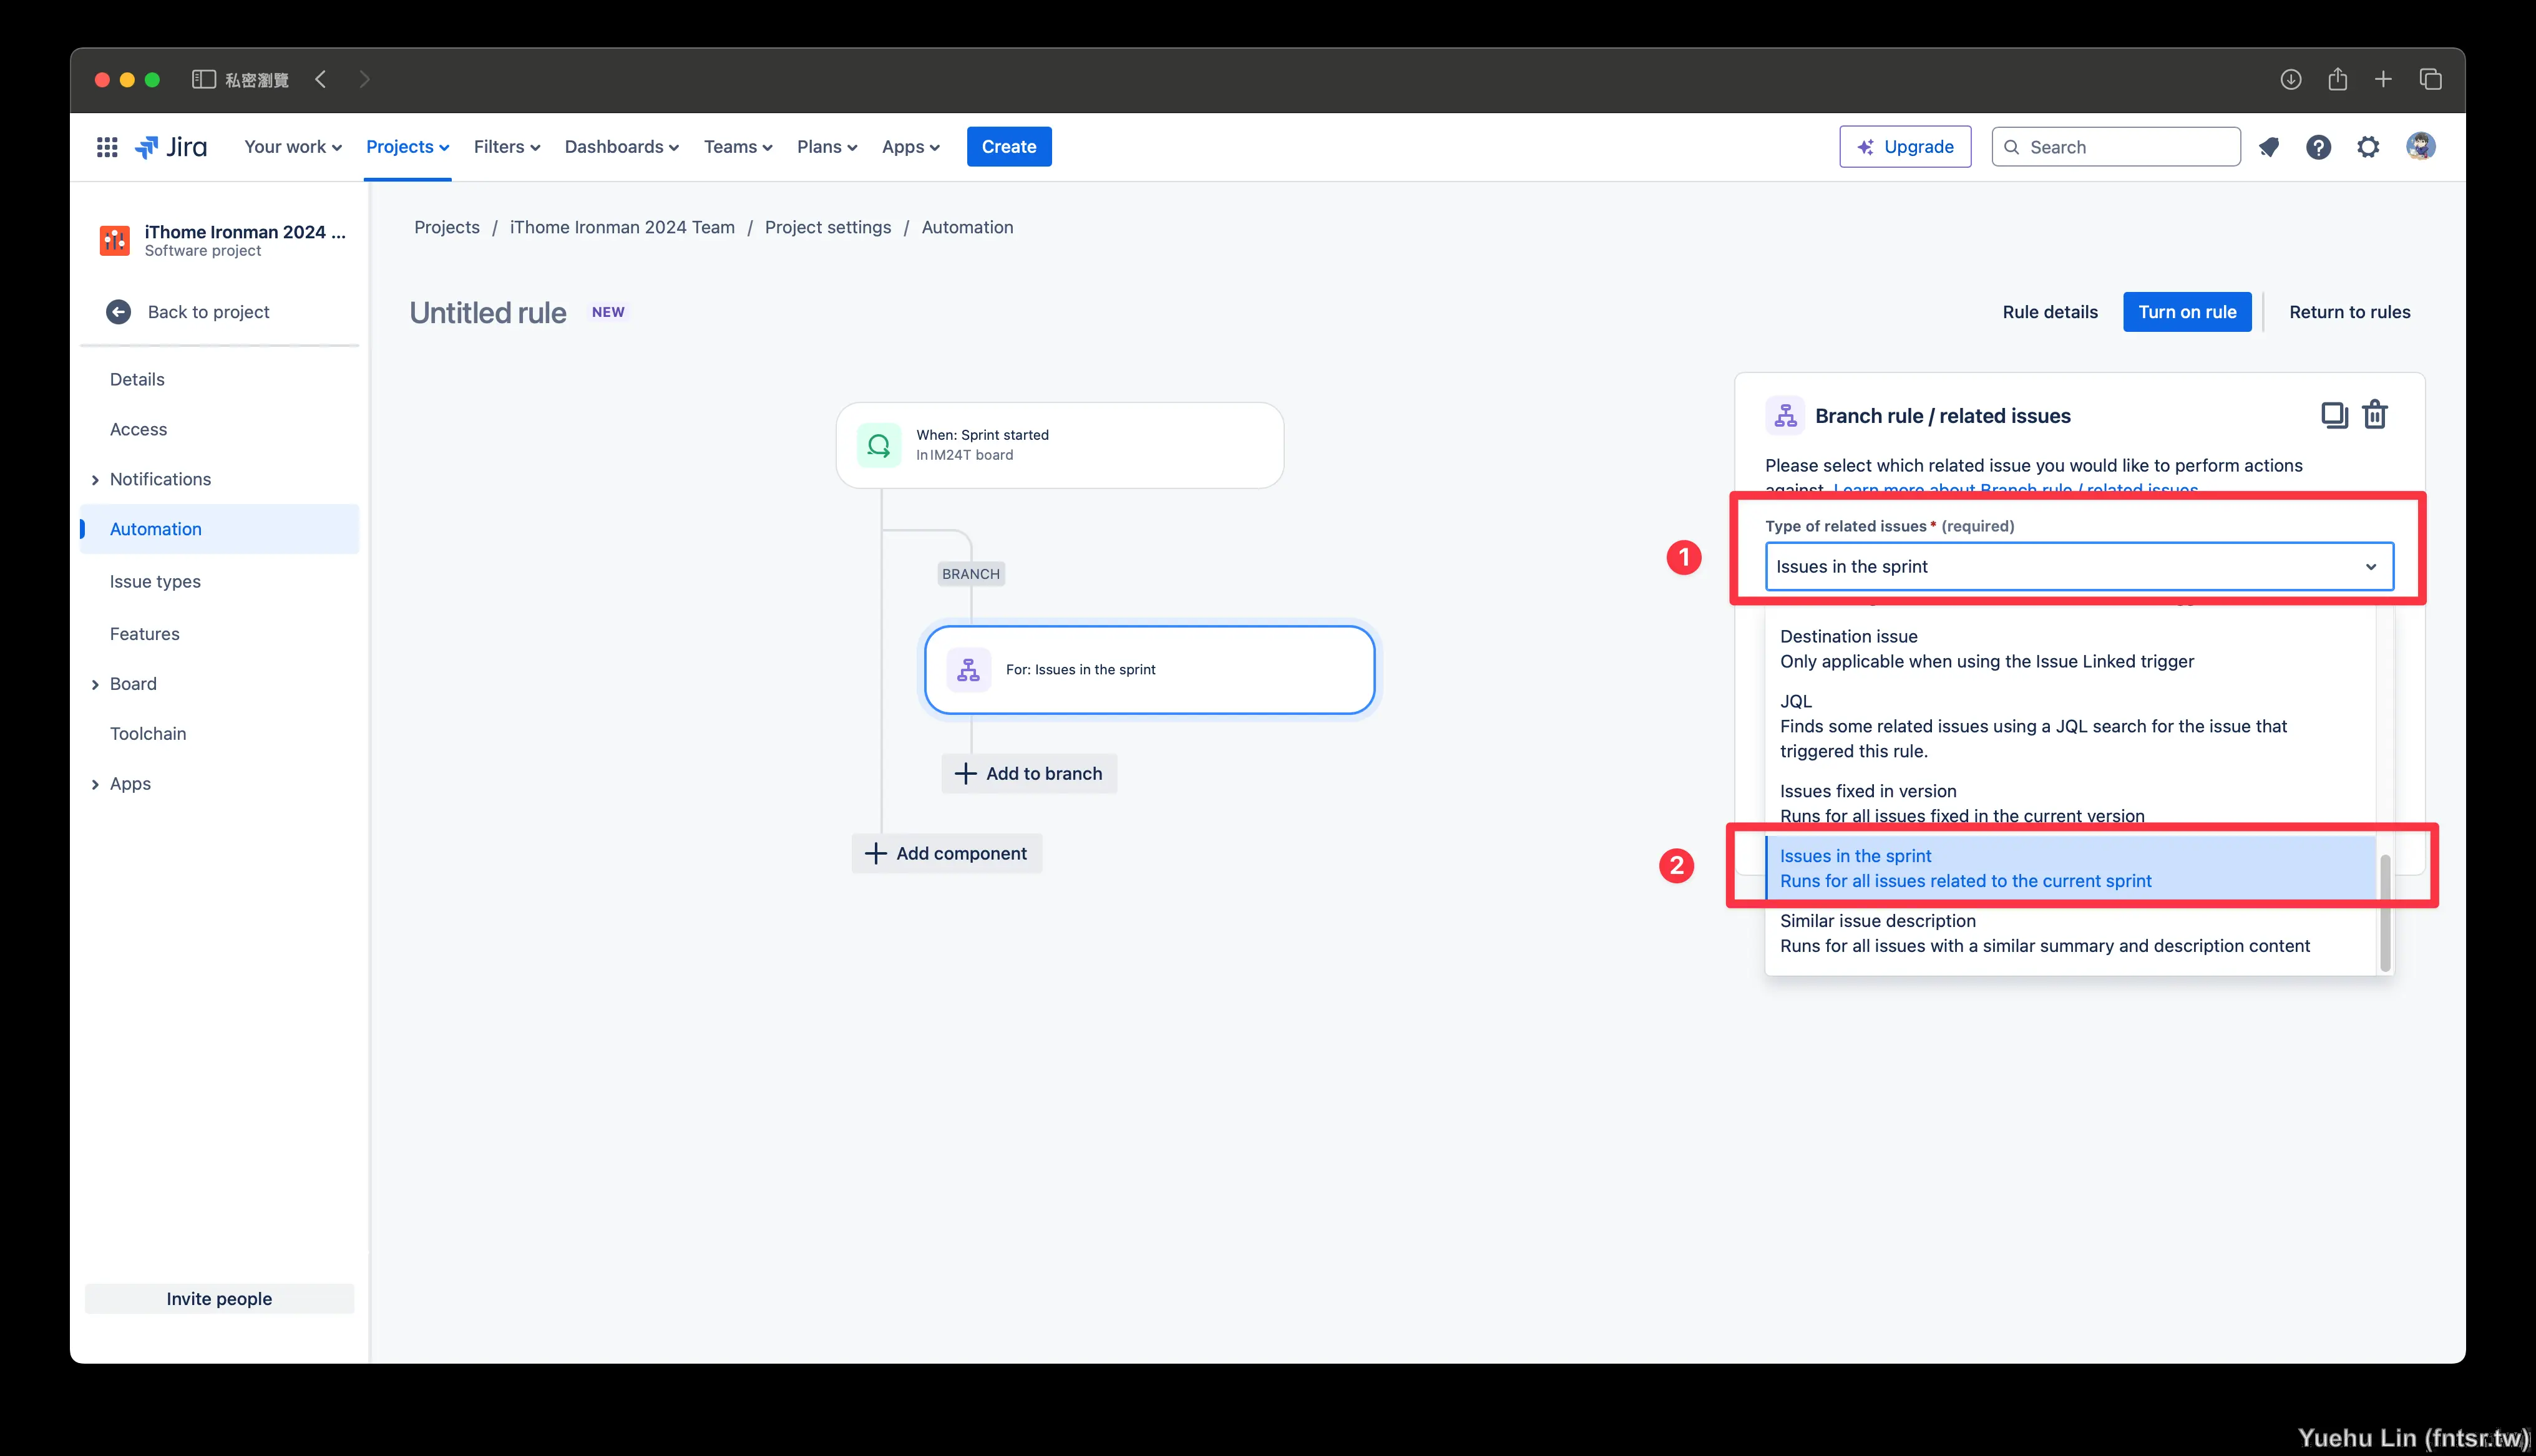 私密瀏覽
Jira
Your work
Projects
Filters
Dashboards
Teams
Plans
Apps
Create
Upgrade
Search
iThome Ironman 2024 ...
Software project
Back to project
Details
Access
Notifications
Automation
Issue types
Features
Board
Toolchain
Apps
Invite people
Projects / iThome Ironman 2024 Team / Project settings / Automation
Untitled rule NEW
Rule details
Turn on rule
Return to rules
When: Sprint started
In IM24T board
BRANCH
For: Issues in the sprint
Add to branch
Add component
Branch rule / related issues
Please select which related issue you would like to perform actions
against. Learn more about Branch rule / related issues
1
Type of related issues * (required)
Issues in the sprint
Destination issue
Only applicable when using the Issue Linked trigger
JQL
Finds some related issues using a JQL search for the issue that
triggered this rule.
Issues fixed in version
Runs for all issues fixed in the current version
2
Issues in the sprint
Runs for all issues related to the current sprint
Similar issue description
Runs for all issues with a similar summary and description content
Yuehu Lin (fntsr.tw)